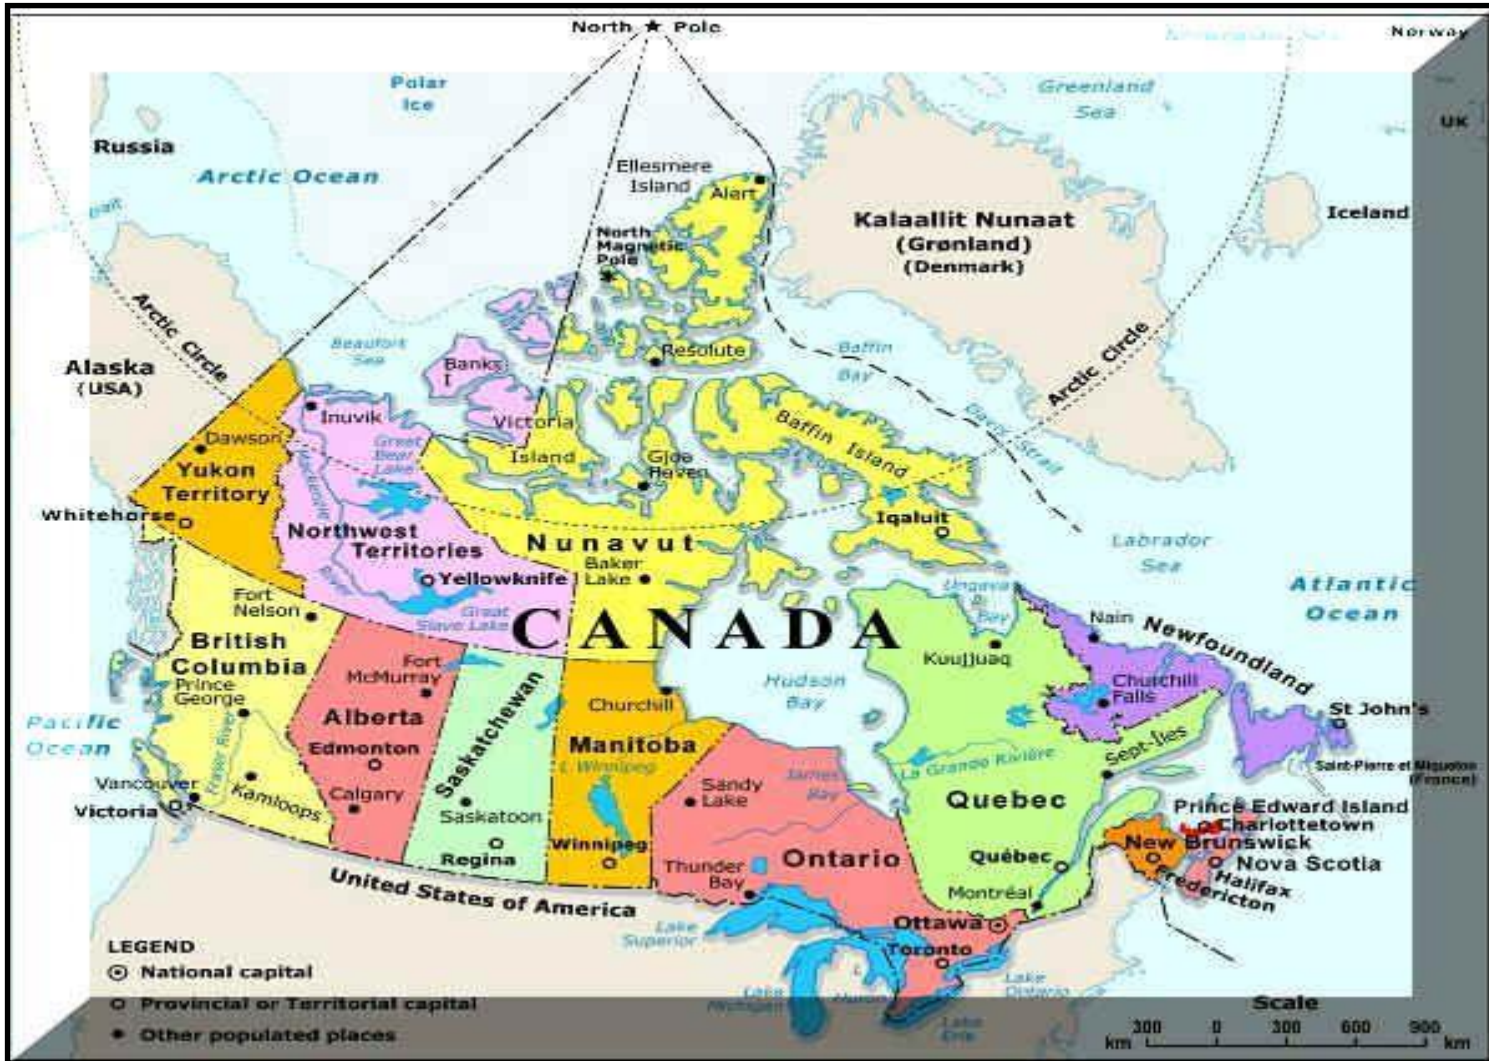 North ★ Pole
Norway
Polar
Ice
Greenland
Sea
UK
Russia
Arctic Ocean
Ellesmere
Island
Alert
Kalaallit Nunaat
(Grønland)
(Denmark)
Iceland
North
Magnetic
Pole
Arctic Circle
Beaufort
Sea
Alaska
(USA)
Banks
I
Resolute
Baffin
Bay
Arctic Circle
Inuvik
Victoria
Island
Baffin Island
Davis Strait
Dawson
Great
Bear
Lake
Gjoa
Haven
Yukon
Territory
Mackenzie
River
Whitehorse
Northwest
Territories
Nunavut
Iqaluit
Labrador
Sea
Baker
Lake
Yellowknife
Great
Slave Lake
Ungava
Bay
Atlantic
Ocean
Fort
Nelson
CANADA
Nain
Newfoundland
British
Columbia
Kuujjuaq
Fort
McMurray
Hudson
Bay
Churchill
Falls
Prince
George
Churchill
Alberta
Saskatchewan
St John's
Pacific
Ocean
Fraser River
Edmonton
Manitoba
L Winnipeg
Sept-Îles
La Grande Rivière
Saint-Pierre et Miquelon
(France)
James
Bay
Vancouver
Kamloops
Calgary
Sandy
Lake
Quebec
Prince Edward Island
Victoria
Saskatoon
Charlottetown
New Brunswick
Regina
Winnipeg
Ontario
Québec
Nova Scotia
Thunder
Bay
Halifax
Fredericton
United States of America
Montréal
Ottawa
Lake
Superior
Toronto
LEGEND
National capital
Provincial or Territorial capital
Other populated places
Lake
Michigan
L
Huron
Lake
Ontario
Lake
Erie
Scale
300 0 300 600 900
km km